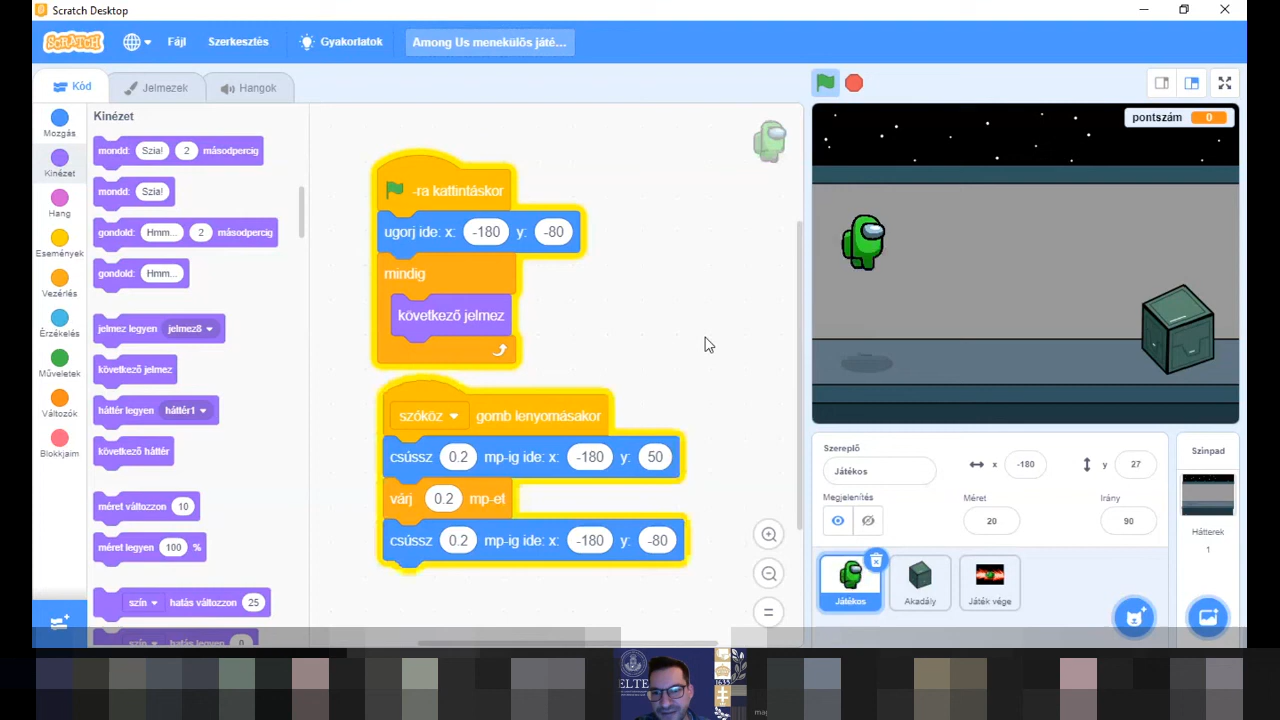 Scratch Desktop
SCRATCH Fájl Szerkesztés Gyakorlatok Among Us menekülős játé...
Kód Jelmezek Hangok
Mozgás
Kinézet
Hang
Események
Vezérlés
Érzékelés
Műveletek
Változók
Blokkjaim
Kinézet
mondd: Szia! 2 másodpercig
mondd: Szia!
gondold: Hmm... 2 másodpercig
gondold: Hmm...
jelmez legyen jelmez8
következő jelmez
háttér legyen háttér1
következő háttér
méret változzon 10
méret legyen 100 %
szín hatás változzon 25
szín hatás legyen 0
-ra kattintáskor
ugorj ide: x: -180 y: -80
mindig
következő jelmez
szóköz gomb lenyomásakor
csússz 0.2 mp-ig ide: x: -180 y: 50
várj 0.2 mp-et
csússz 0.2 mp-ig ide: x: -180 y: -80
pontszám 0
Szereplő
Játékos x -180 y 27
Megjelenítés Méret Irány
20 90
Játékos Akadály Játék vége
Színpad
Hátterek
1
ELTE